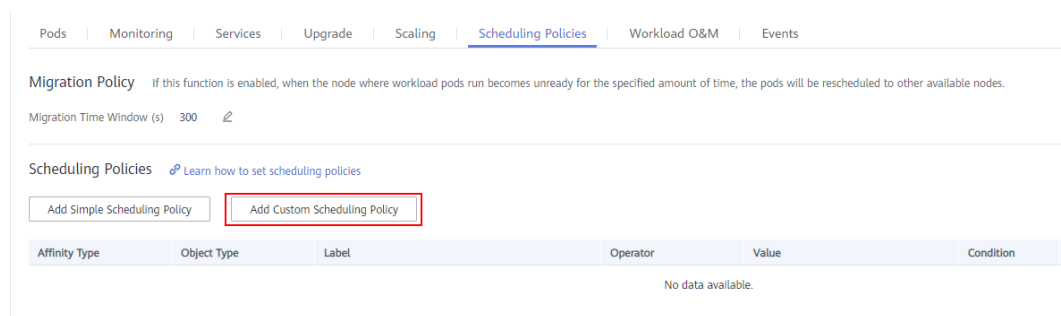 Pods Monitoring Services Upgrade Scaling Scheduling Policies Workload O&M Events
Migration Policy If this function is enabled, when the node where workload pods run becomes unready for the specified amount of time, the pods will be rescheduled to other available nodes.
Migration Time Window (s) 300
Scheduling Policies Learn how to set scheduling policies
Add Simple Scheduling Policy Add Custom Scheduling Policy
Affinity Type Object Type Label Operator Value Condition
No data available.